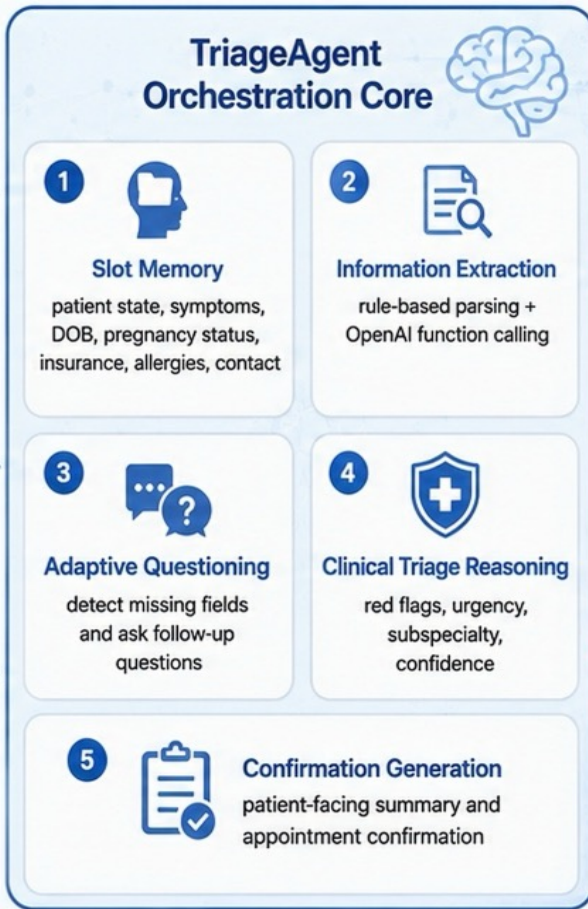 TriageAgent
Orchestration Core
1
Slot Memory
patient state, symptoms,
DOB, pregnancy status,
insurance, allergies, contact
2
Information Extraction
rule-based parsing +
OpenAI function calling
3
?
Adaptive Questioning
detect missing fields
and ask follow-up
questions
4
Clinical Triage Reasoning
red flags, urgency,
subspecialty,
confidence
5
Confirmation Generation
patient-facing summary and
appointment confirmation